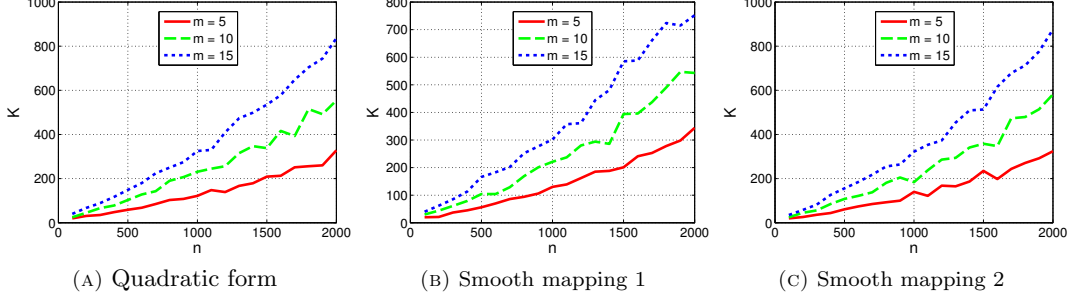 1000
800
600
400
200
0
K
0
500
1000
1500
2000
n
m = 5
m = 10
m = 15
(A) Quadratic form
800
700
600
500
400
300
200
100
0
K
0
500
1000
1500
2000
n
m = 5
m = 10
m = 15
(B) Smooth mapping 1
1000
800
600
400
200
0
K
0
500
1000
1500
2000
n
m = 5
m = 10
m = 15
(C) Smooth mapping 2